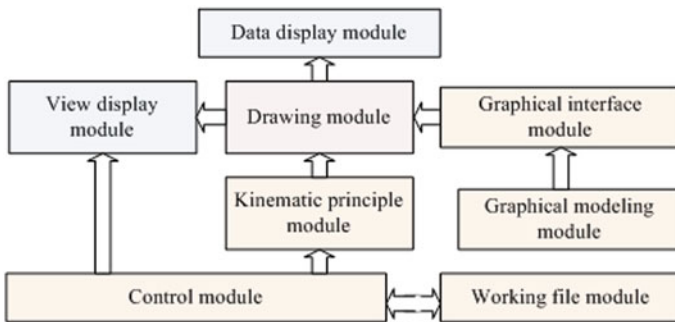 Data display module
View display
module
Drawing module
Graphical interface
module
Kinematic principle
module
Graphical modeling
module
Control module
Working file module